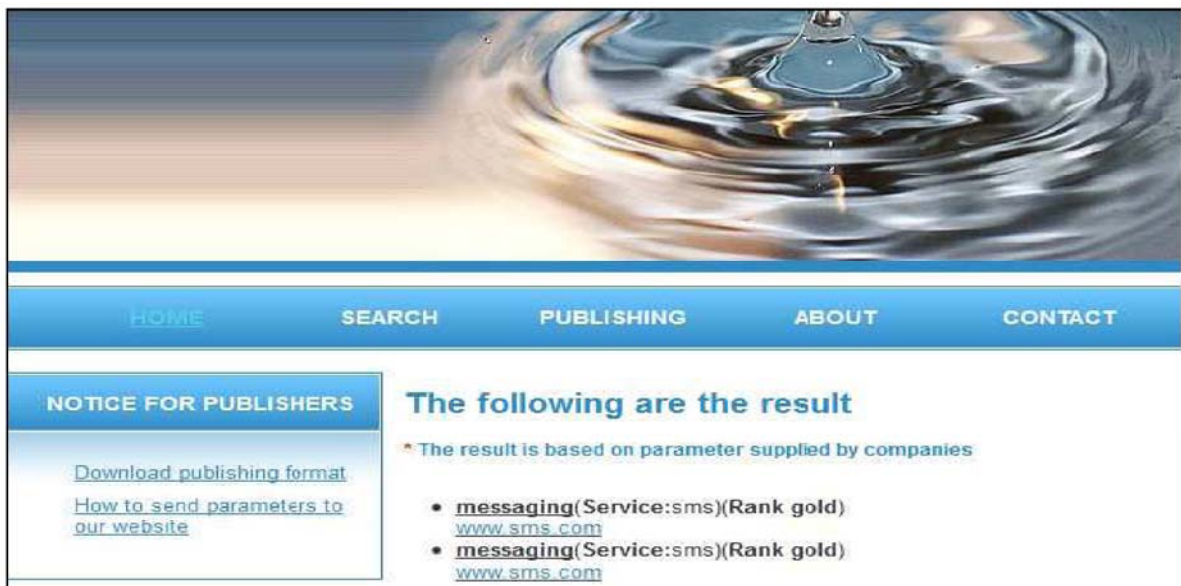 HOME SEARCH PUBLISHING ABOUT CONTACT
NOTICE FOR PUBLISHERS
Download publishing format
How to send parameters to
our website
The following are the result
* The result is based on parameter supplied by companies
• messaging(Service:sms)(Rank gold)
www.sms.com
• messaging(Service:sms)(Rank gold)
www.sms.com